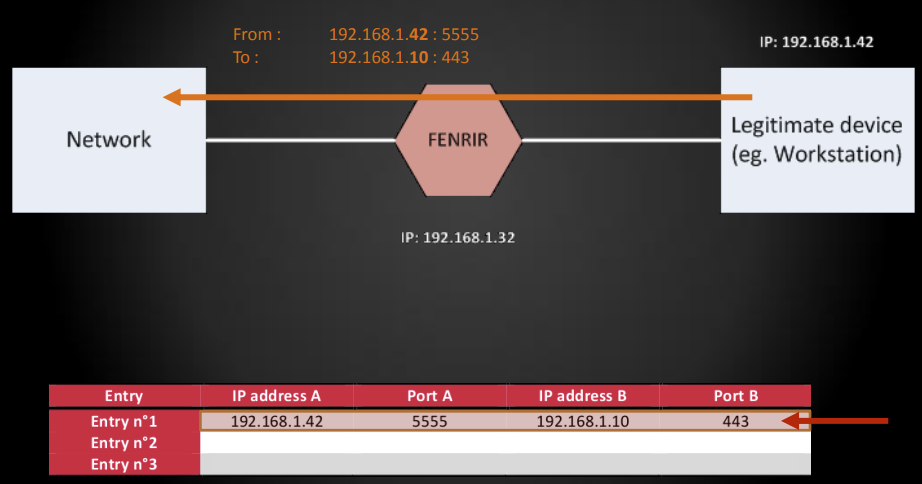 From : 192.168.1.42 : 5555
To : 192.168.1.10 : 443
IP: 192.168.1.42
Network
FENRIR
Legitimate device
(eg. Workstation)
IP: 192.168.1.32
Entry IP address A Port A IP address B Port B
Entry n°1 192.168.1.42 5555 192.168.1.10 443
Entry n°2
Entry n°3